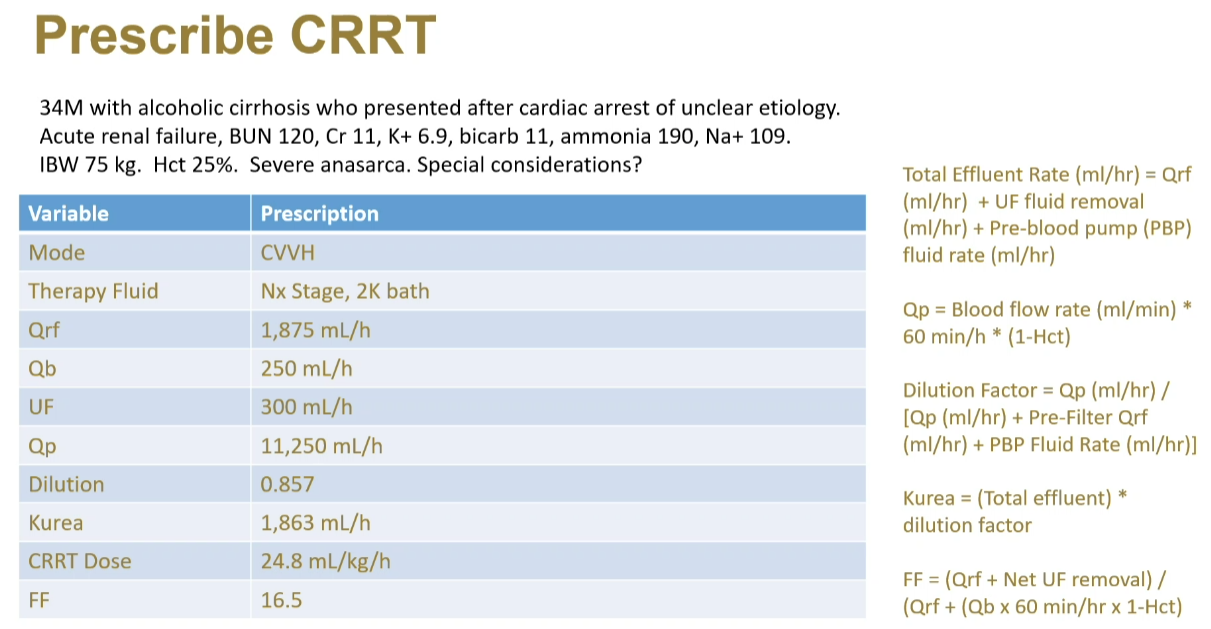 Prescribe CRRT
34M with alcoholic cirrhosis who presented after cardiac arrest of unclear etiology.
Acute renal failure, BUN 120, Cr 11, K+ 6.9, bicarb 11, ammonia 190, Na+ 109.
IBW 75 kg.  Hct 25%.  Severe anasarca. Special considerations?
Variable Prescription
Mode CVVH
Therapy Fluid Nx Stage, 2K bath
Qrf 1,875 mL/h
Qb 250 mL/h
UF 300 mL/h
Qp 11,250 mL/h
Dilution 0.857
Kurea 1,863 mL/h
CRRT Dose 24.8 mL/kg/h
FF 16.5
Total Effluent Rate (ml/hr) = Qrf
(ml/hr)  + UF fluid removal
(ml/hr) + Pre-blood pump (PBP)
fluid rate (ml/hr)
Qp = Blood flow rate (ml/min) *
60 min/h * (1-Hct)
Dilution Factor = Qp (ml/hr) /
[Qp (ml/hr) + Pre-Filter Qrf
(ml/hr) + PBP Fluid Rate (ml/hr)]
Kurea = (Total effluent) *
dilution factor
FF = (Qrf + Net UF removal) /
(Qrf + (Qb x 60 min/hr x 1-Hct)